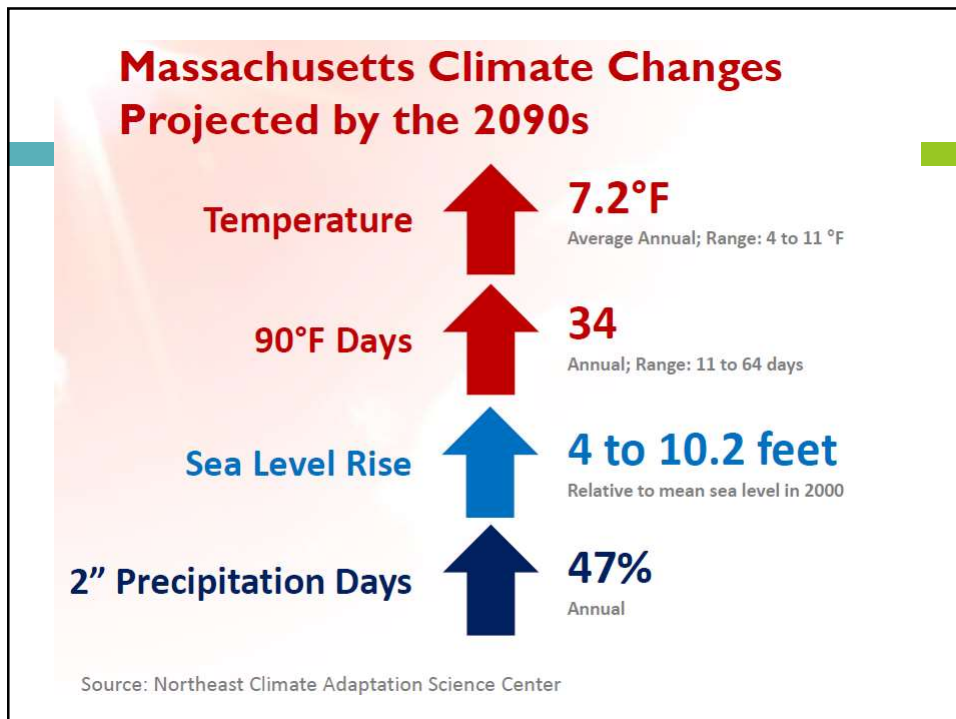 Massachusetts Climate Changes
Projected by the 2090s
Temperature
7.2°F
Average Annual; Range: 4 to 11 °F
90°F Days
34
Annual; Range: 11 to 64 days
Sea Level Rise
4 to 10.2 feet
Relative to mean sea level in 2000
2” Precipitation Days
47%
Annual
Source: Northeast Climate Adaptation Science Center